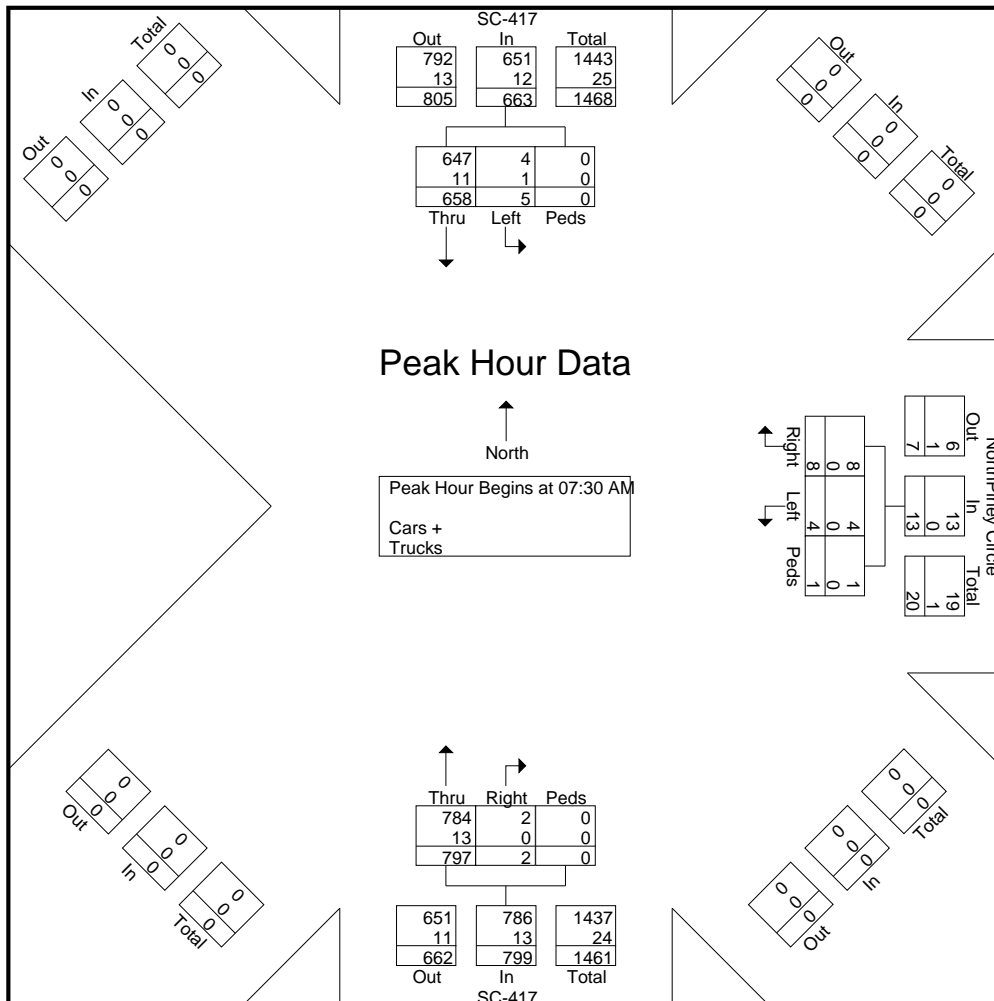 SC-417
Out In Total
792 651 1443
13 12 25
805 663 1468
647 4 0
11 1 0
658 5 0
Thru Left Peds
Total
0
0
0
In
0
0
0
Out
0
0
0
Out
0
0
0
In
0
0
0
Total
0
0
0
Peak Hour Data
North
Peak Hour Begins at 07:30 AM
Cars +
Trucks
Right Left Peds
8 4 1
0 0 0
8 4 1
NorthPiney Circle
Out In Total
6 13 19
1 0 1
7 13 20
Thru Right Peds
784 2 0
13 0 0
797 2 0
651 786 1437
11 13 24
662 799 1461
Out In Total
SC-417
0
0
0
Out
0
0
0
In
0
0
0
Total
0
0
0
Total
0
0
0
In
0
0
0
Out